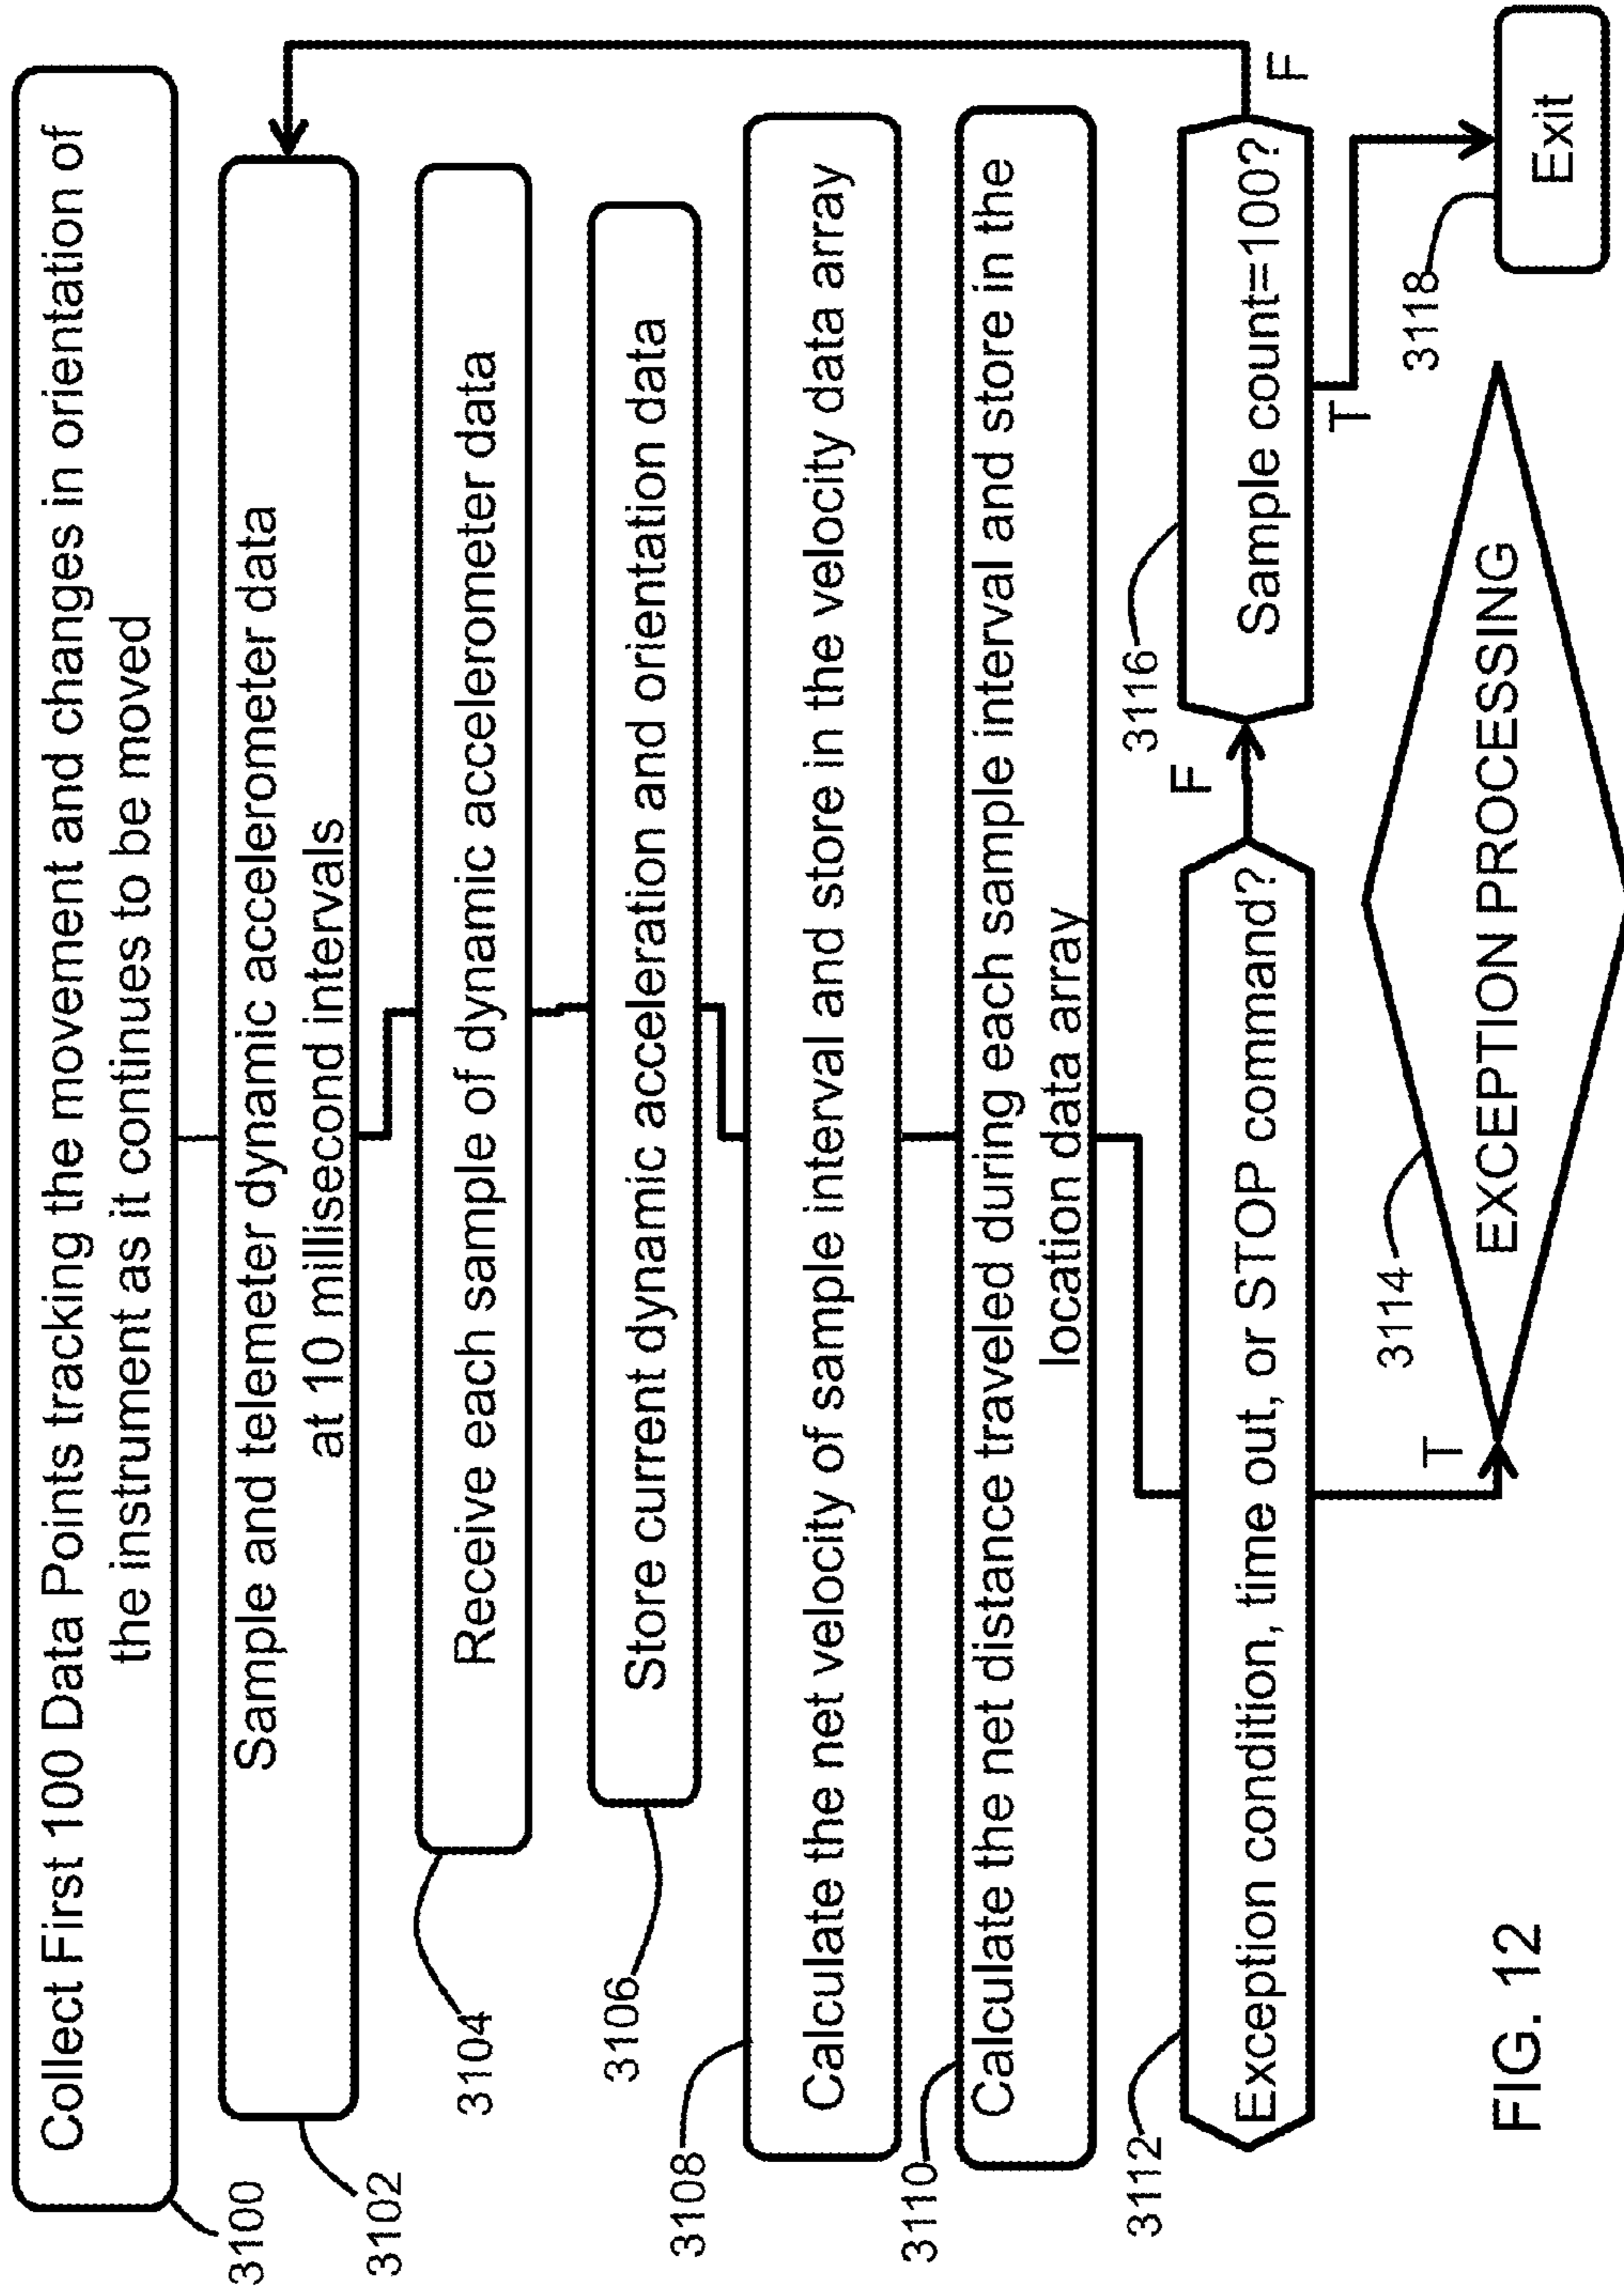 Collect First 100 Data Points tracking the movement and changes in orientation of
the instrument as it continues to be moved
3100
Sample and telemeter dynamic accelerometer data
at 10 millisecond intervals
3102
Receive each sample of dynamic accelerometer data
3104
Store current dynamic acceleration and orientation data
3106
Calculate the net velocity of sample interval and store in the velocity data array
3108
Calculate the net distance traveled during each sample interval and store in the
location data array
3110
Exception condition, time out, or STOP command?
3112
F
T
Sample count=100?
3116
F
T
EXCEPTION PROCESSING
3114
Exit
3118
FIG. 12